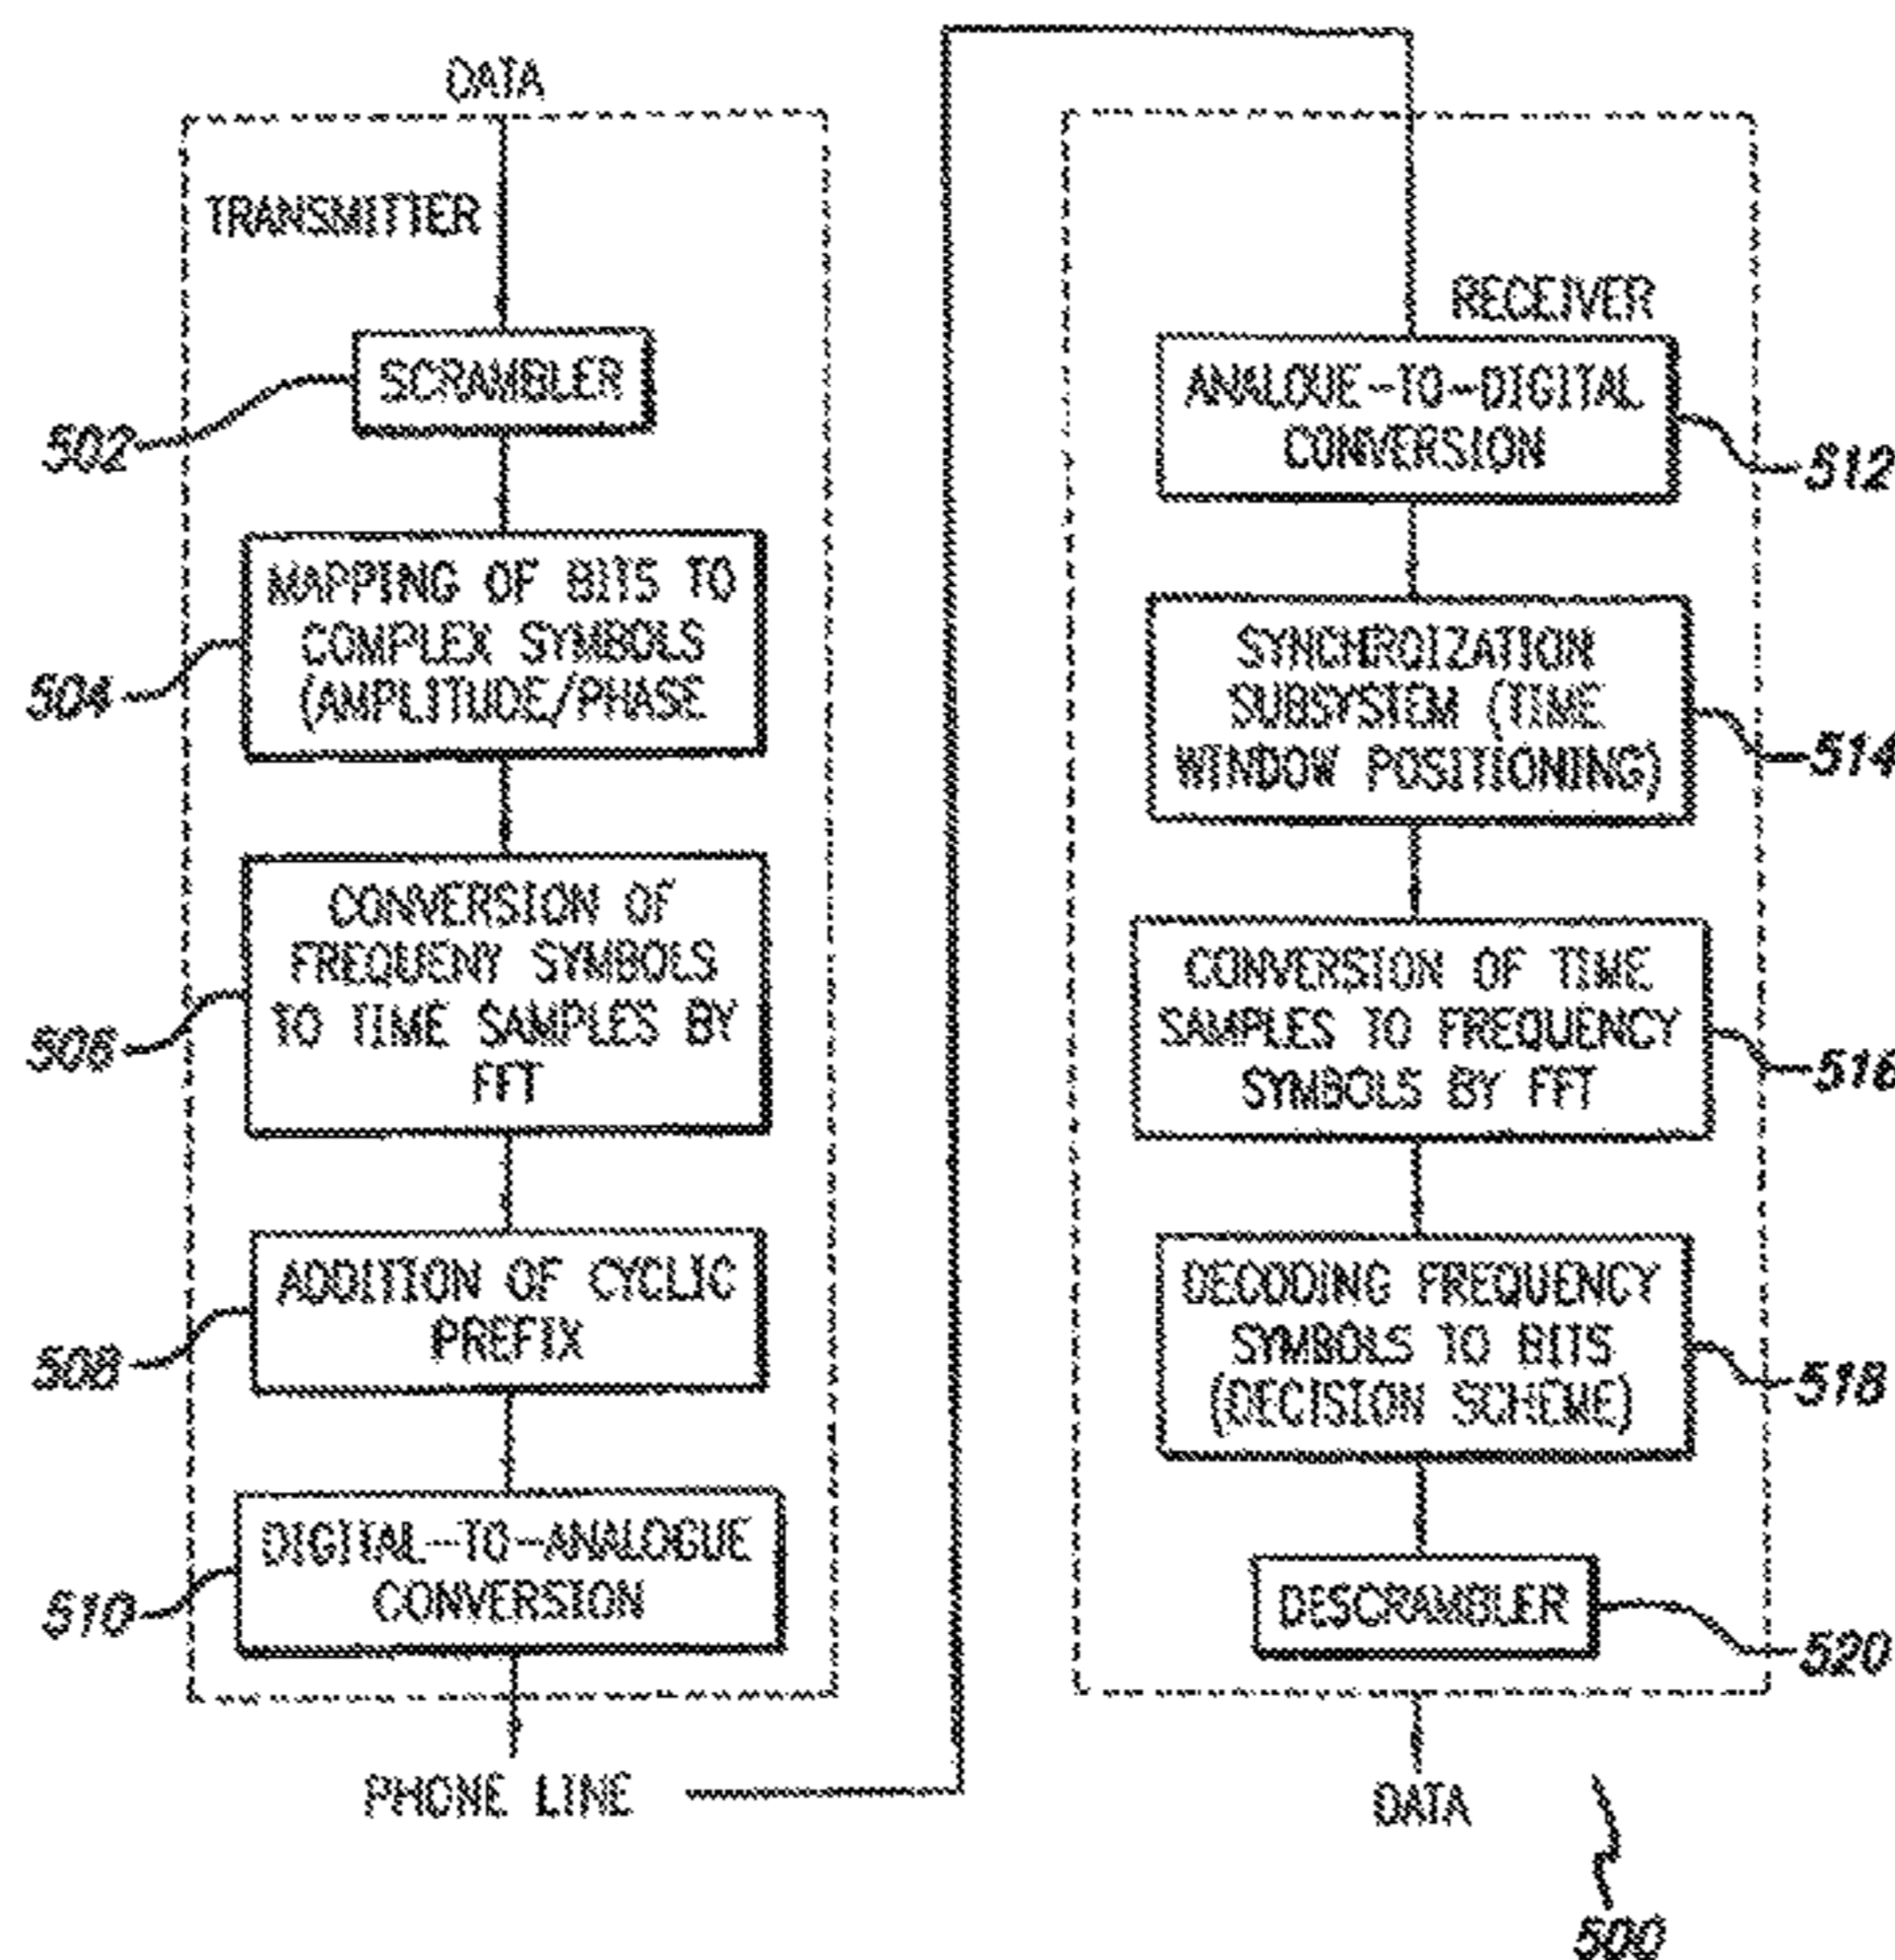 DATA
TRANSMITTER
SCRAMBLER
502
MAPPING OF BITS TO
COMPLEX SYMBOLS
(AMPLITUDE/PHASE
504
CONVERSION OF
FREQUENY SYMBOLS
TO TIME SAMPLES BY
FFT
506
ADDITION OF CYCLIC
PREFIX
508
DIGITAL-TO-ANALOGUE
CONVERSION
510
PHONE LINE
RECEIVER
ANALOUE-TO-DIGITAL
CONVERSION
512
SYNCHROIZATION
SUBSYSTEM (TIME
WINDOW POSITIONING)
514
CONVERSION OF TIME
SAMPLES TO FREQUENCY
SYMBOLS BY FFT
516
DECODING FREQUENCY
SYMBOLS TO BITS
(DECISION SCHEME)
518
DESCRAMBLER
520
DATA
500